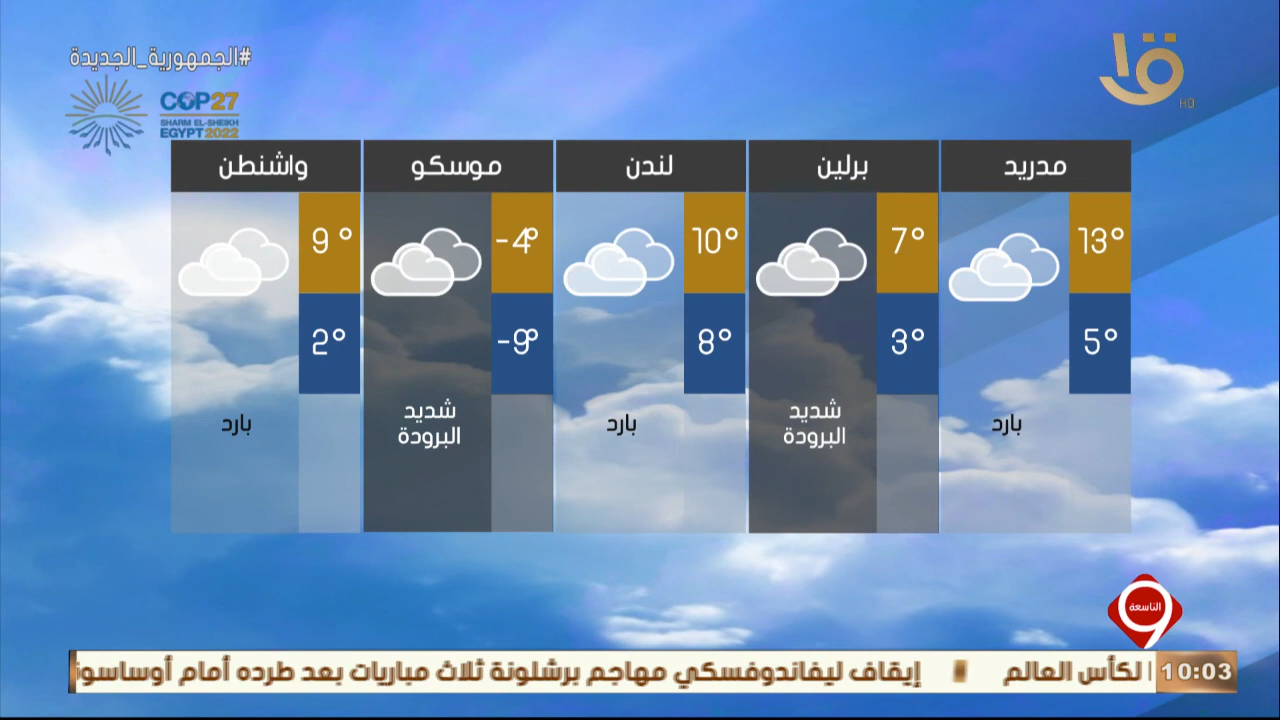 #الجمهورية_الجديدة
COP27
SHARM EL-SHEIKH
EGYPT 2022
HD
مدريد
13°
5°
بارد
برلين
7°
3°
شديد
البرودة
لندن
10°
8°
بارد
موسكو
-4°
-9°
شديد
البرودة
واشنطن
9°
2°
بارد
التاسعة
9
10:03
لكأس العالم
إيقاف ليفاندوفسكي مهاجم برشلونة ثلاث مباريات بعد طرده أمام أوساسو